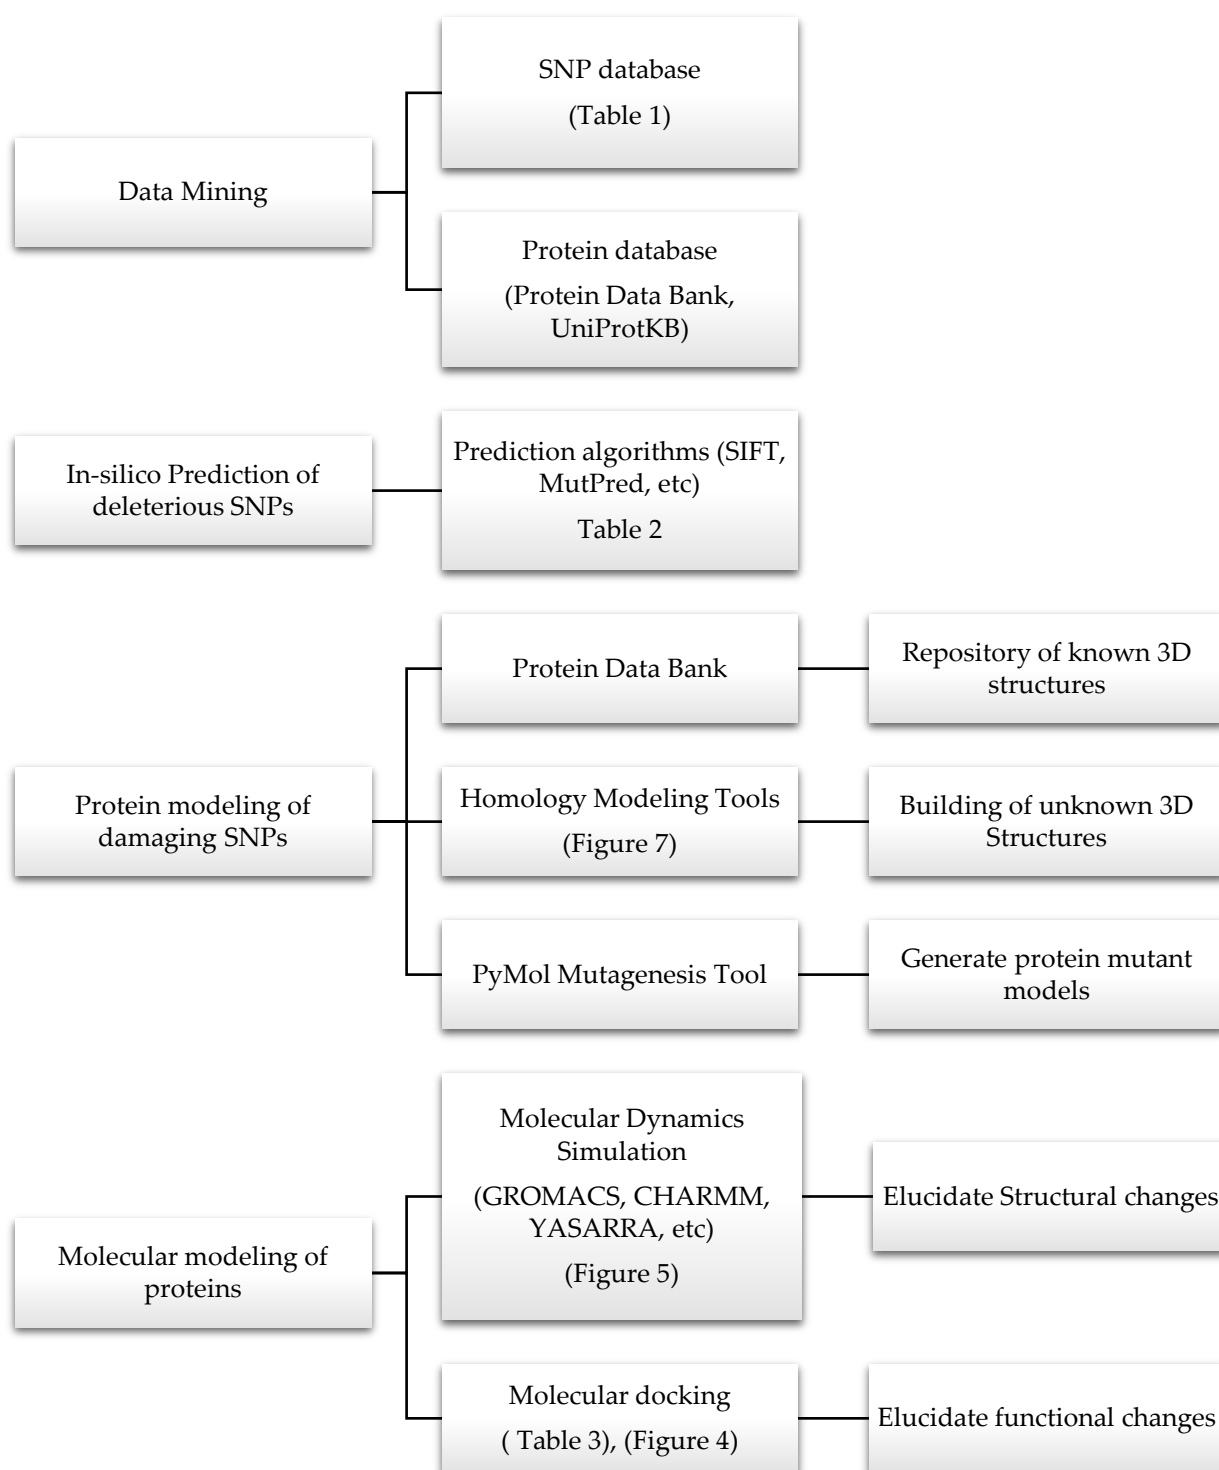 SNP database
(Table 1)
Data Mining
Protein database
(Protein Data Bank,
UniProtKB)
In-silico Prediction of
deleterious SNPs
Prediction algorithms (SIFT,
MutPred, etc)
Table 2
Protein Data Bank
Repository of known 3D
structures
Protein modeling of
damaging SNPs
Homology Modeling Tools
(Figure 7)
Building of unknown 3D
Structures
PyMol Mutagenesis Tool
Generate protein mutant
models
Molecular modeling of
proteins
Molecular Dynamics
Simulation
(GROMACS, CHARMM,
YASARRA, etc)
(Figure 5)
Elucidate Structural changes
Molecular docking
( Table 3), (Figure 4)
Elucidate functional changes